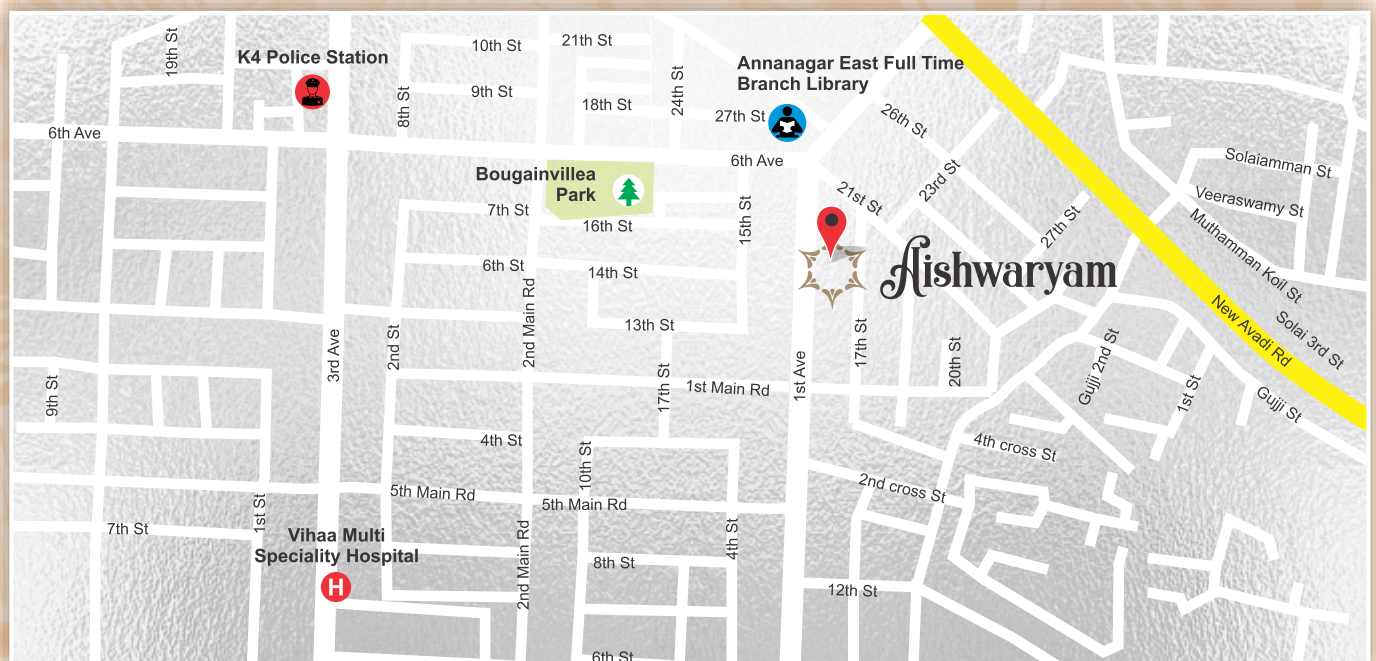 19th St
K4 Police Station
10th St
21st St
Annanagar East Full Time
Branch Library
8th St
9th St
18th St
24th St
27th St
26th St
6th Ave
6th Ave
Solaiamman St
Bougainvillea
Park
21st St
23rd St
Veeraswamy St
7th St
16th St
15th St
27th St
Muthamman Koil St
6th St
14th St
Aishwaryam
2nd Main Rd
13th St
New Avadi Rd
Solai 3rd St
3rd Ave
2nd St
17th St
20th St
Gujji 2nd St
9th St
17th St
1st Main Rd
1st Ave
1st St
Gujji St
4th St
10th St
4th cross St
5th Main Rd
5th Main Rd
2nd cross St
1st St
7th St
Vihaa Multi
Speciality Hospital
2nd Main Rd
4th St
8th St
H
12th St
6th St